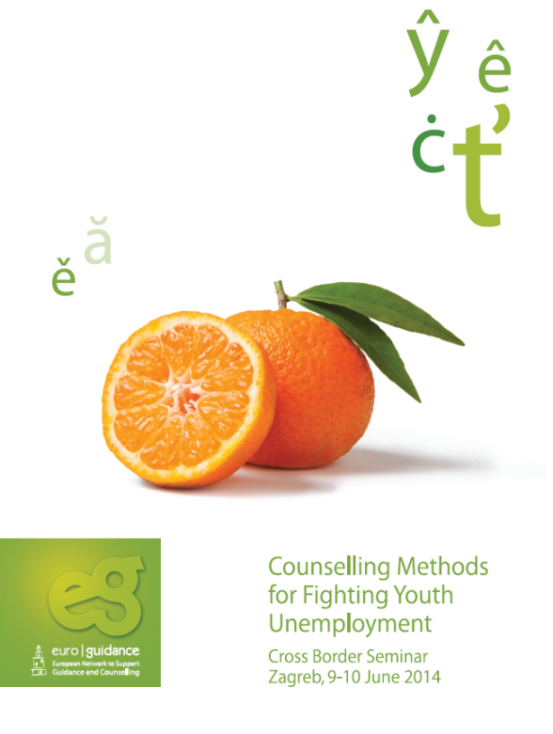 ŷ ê
ċ ť
ă
ě
eg
euro | guidance
European Network to Support
Guidance and Counselling
Counselling Methods
for Fighting Youth
Unemployment
Cross Border Seminar
Zagreb, 9-10 June 2014